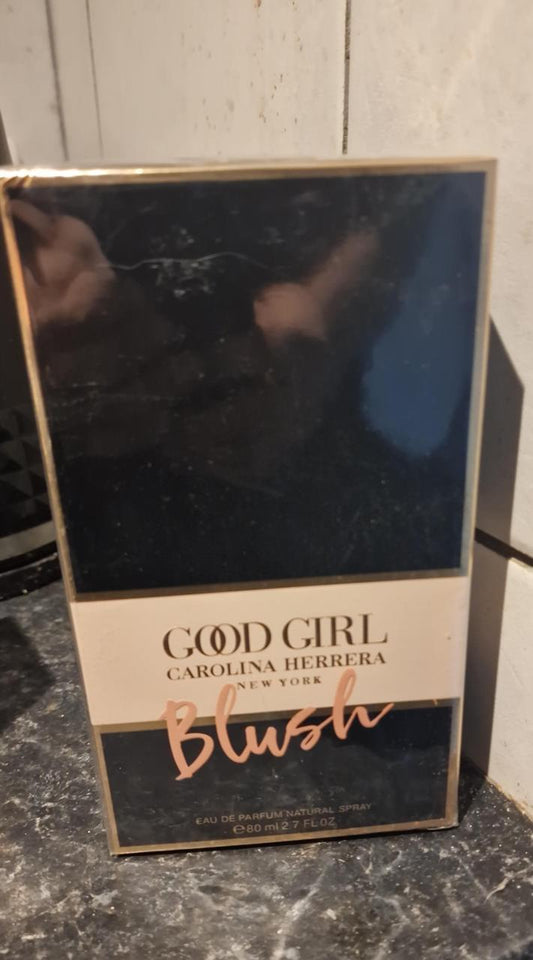 GOOD GIRL
CAROLINA HERRERA
NEW YORK
Blush
EAU DE PARFUM NATURAL SPRAY
℮80 ml 2.7 FL OZ